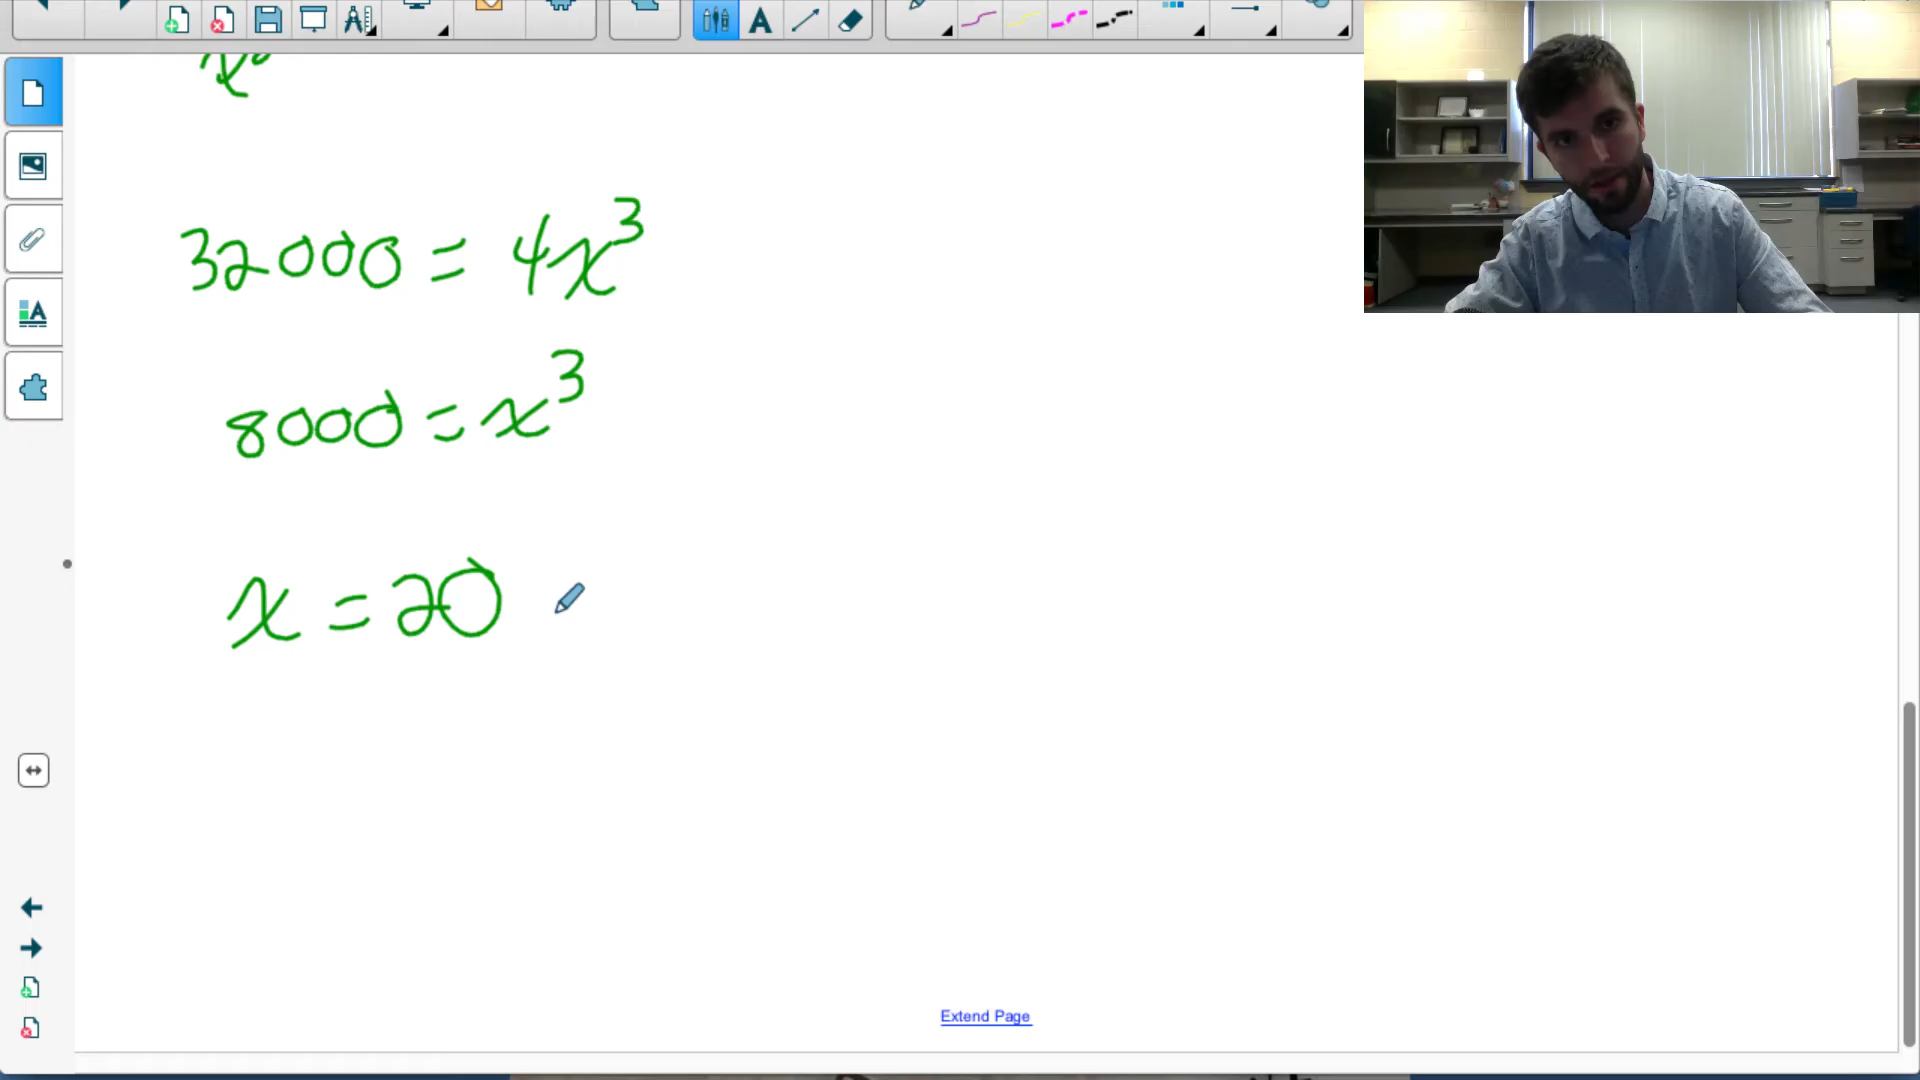 32000 = 4x³
8000 = x³
x = 20
Extend Page